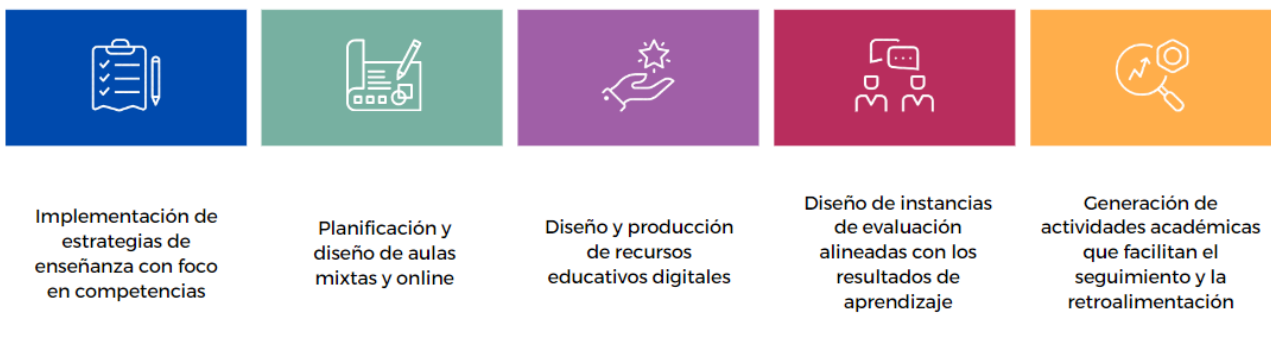 Implementación de
estrategias de
enseñanza con foco
en competencias
Planificación y
diseño de aulas
mixtas y online
Diseño y producción
de recursos
educativos digitales
Diseño de instancias
de evaluación
alineadas con los
resultados de
aprendizaje
Generación de
actividades académicas
que facilitan el
seguimiento y la
retroalimentación